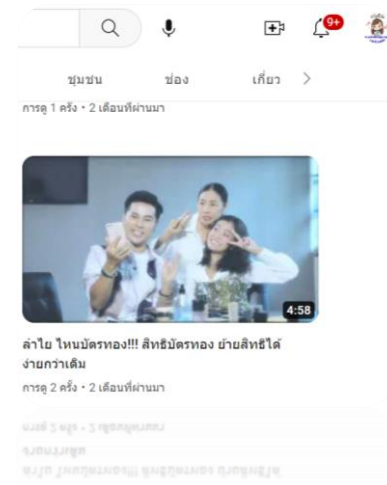 9+
ชุมชน ช่อง เกี่ยว
การดู 1 ครั้ง • 2 เดือนที่ผ่านมา
4:58
ลำไย ไหนบัตรทอง!!! สิทธิบัตรทอง ย้ายสิทธิได้
ง่ายกว่าเดิม
การดู 2 ครั้ง • 2 เดือนที่ผ่านมา